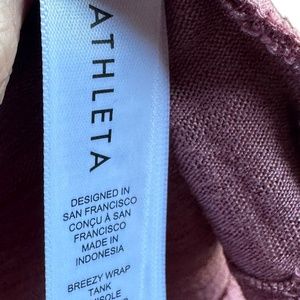 ATHLETA
DESIGNED IN
SAN FRANCISCO
CONÇU À SAN
FRANCISCO
MADE IN
INDONESIA
BREEZY WRAP
TANK